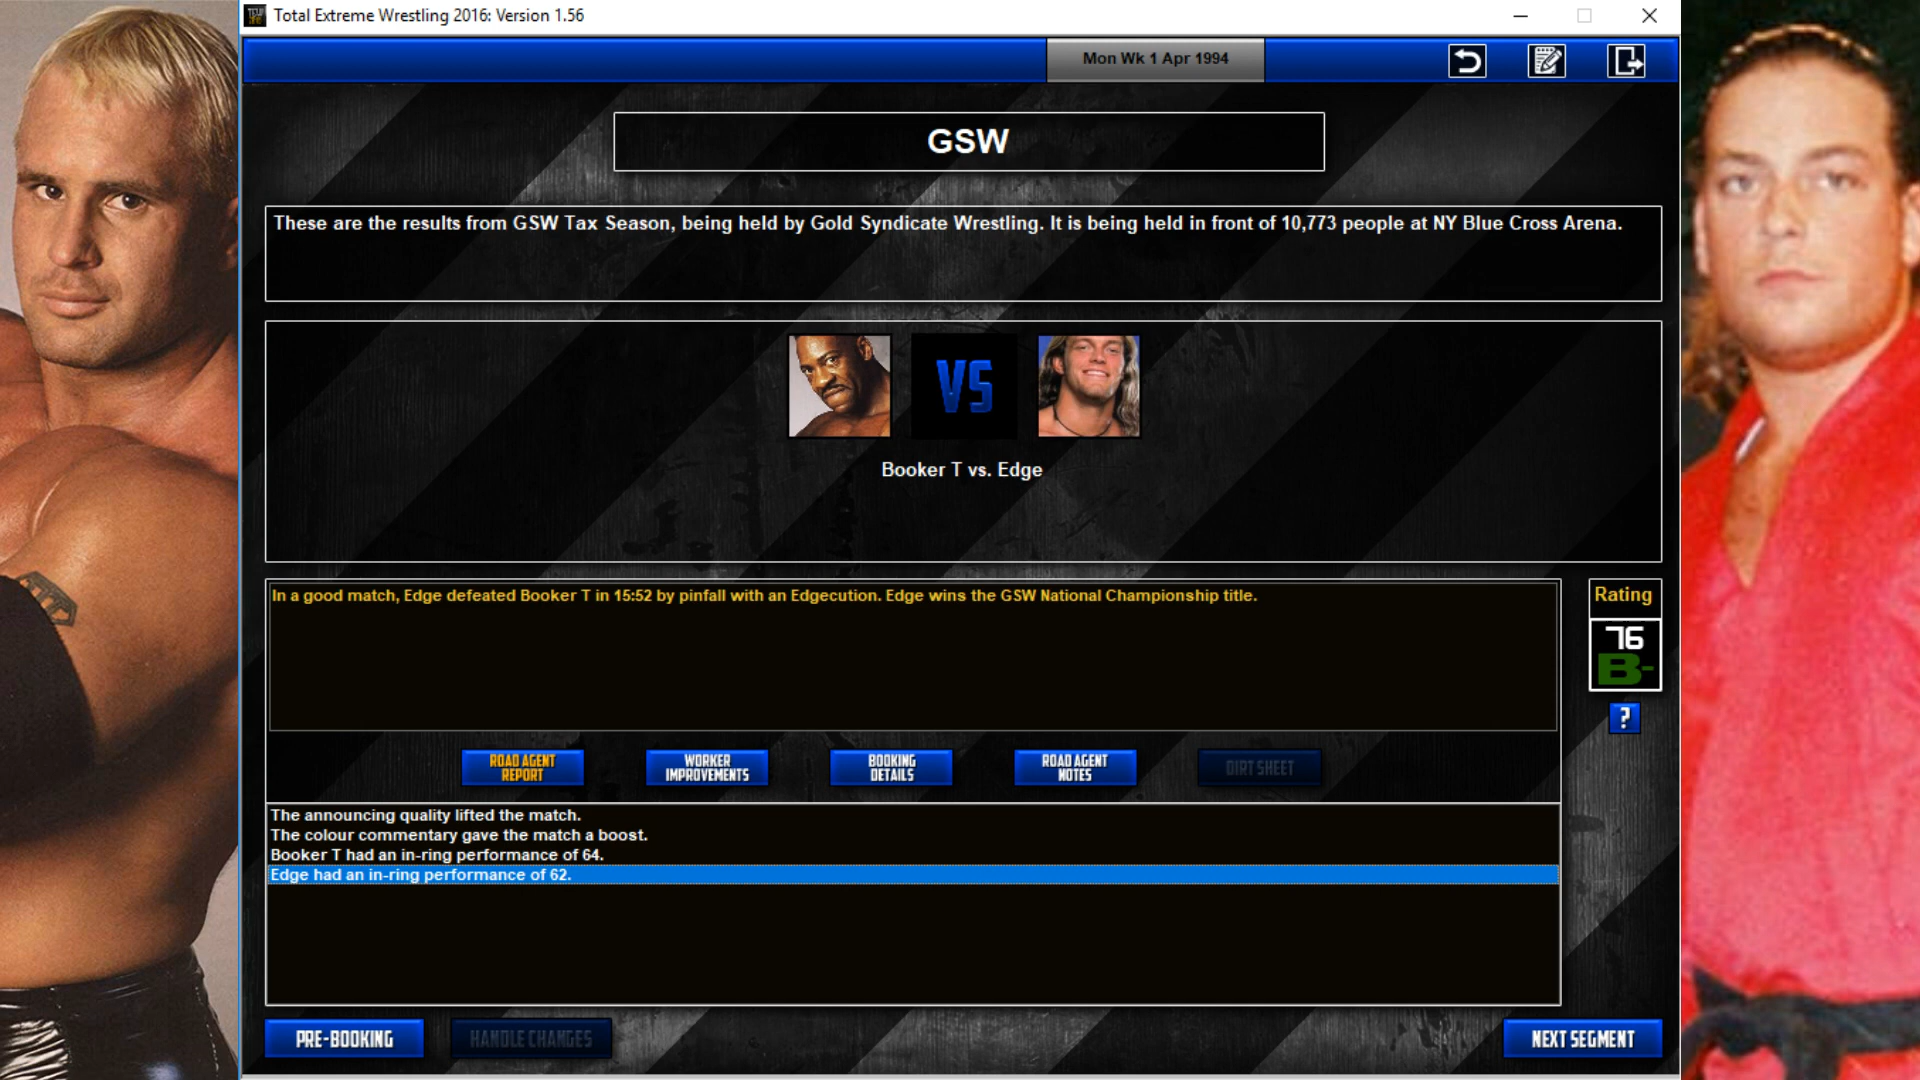 Total Extreme Wrestling 2016: Version 1.56
Mon Wk 1 Apr 1994
GSW
These are the results from GSW Tax Season, being held by Gold Syndicate Wrestling. It is being held in front of 10,773 people at NY Blue Cross Arena.
VS
Booker T vs. Edge
In a good match, Edge defeated Booker T in 15:52 by pinfall with an Edgecution. Edge wins the GSW National Championship title.
Rating
76
B-
?
ROAD AGENT REPORT
WORKER IMPROVEMENTS
BOOKING DETAILS
ROAD AGENT NOTES
DIRT SHEET
The announcing quality lifted the match.
The colour commentary gave the match a boost.
Booker T had an in-ring performance of 64.
Edge had an in-ring performance of 62.
PRE-BOOKING
HANDLE CHANGES
NEXT SEGMENT